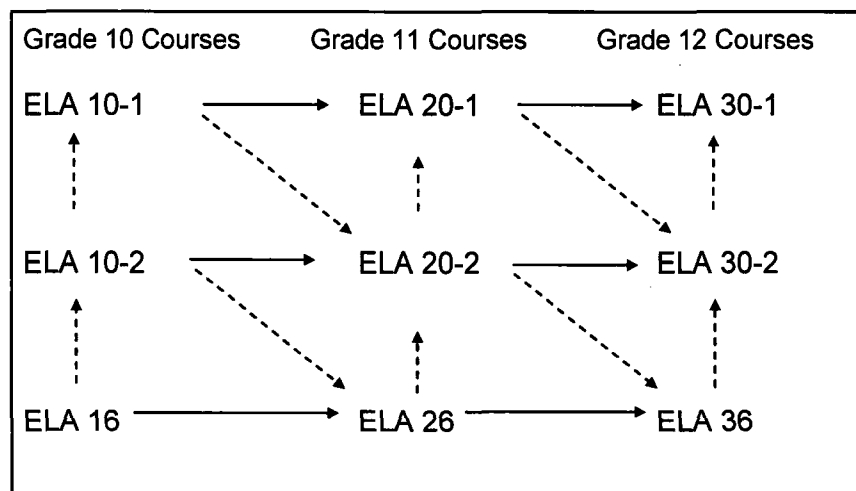 Grade 10 Courses Grade 11 Courses Grade 12 Courses
ELA 10-1 ELA 20-1 ELA 30-1
ELA 10-2 ELA 20-2 ELA 30-2
ELA 16 ELA 26 ELA 36